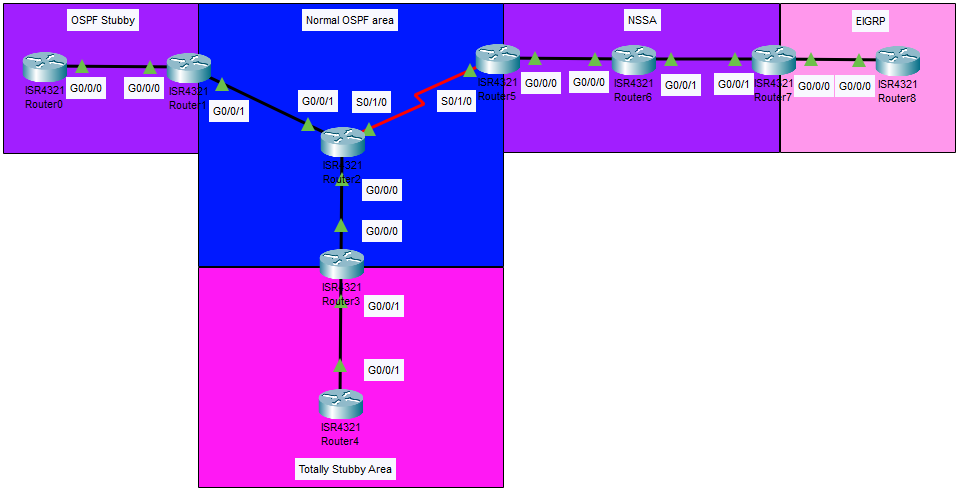 OSPF Stubby
Normal OSPF area
NSSA
EIGRP
ISR4321
Router0
G0/0/0
G0/0/0
ISR4321
Router1
G0/0/1
G0/0/1
S0/1/0
S0/1/0
ISR4321
Router5
G0/0/0
G0/0/0
ISR4321
Router6
G0/0/1
G0/0/1
ISR4321
Router7
G0/0/0
G0/0/0
ISR4321
Router8
ISR4321
Router2
G0/0/0
G0/0/0
ISR4321
Router3
G0/0/1
G0/0/1
ISR4321
Router4
Totally Stubby Area